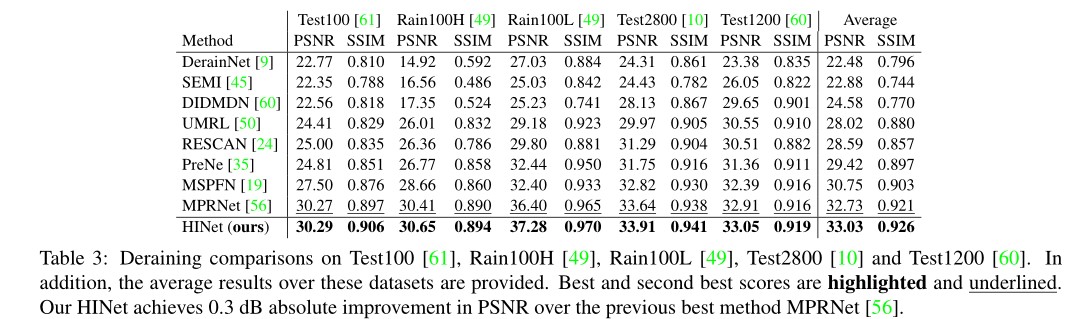 Test100 [61] Rain100H [49] Rain100L [49] Test2800 [10] Test1200 [60] Average
Method PSNR SSIM PSNR SSIM PSNR SSIM PSNR SSIM PSNR SSIM PSNR SSIM
DerainNet [9] 22.77 0.810 14.92 0.592 27.03 0.884 24.31 0.861 23.38 0.835 22.48 0.796
SEMI [45] 22.35 0.788 16.56 0.486 25.03 0.842 24.43 0.782 26.05 0.822 22.88 0.744
DIDMDN [60] 22.56 0.818 17.35 0.524 25.23 0.741 28.13 0.867 29.65 0.901 24.58 0.770
UMRL [50] 24.41 0.829 26.01 0.832 29.18 0.923 29.97 0.905 30.55 0.910 28.02 0.880
RESCAN [24] 25.00 0.835 26.36 0.786 29.80 0.881 31.29 0.904 30.51 0.882 28.59 0.857
PreNe [35] 24.81 0.851 26.77 0.858 32.44 0.950 31.75 0.916 31.36 0.911 29.42 0.897
MSPFN [19] 27.50 0.876 28.66 0.860 32.40 0.933 32.82 0.930 32.39 0.916 30.75 0.903
MPRNet [56] 30.27 0.897 30.41 0.890 36.40 0.965 33.64 0.938 32.91 0.916 32.73 0.921
HINet (ours) 30.29 0.906 30.65 0.894 37.28 0.970 33.91 0.941 33.05 0.919 33.03 0.926
Table 3: Deraining comparisons on Test100 [61], Rain100H [49], Rain100L [49], Test2800 [10] and Test1200 [60]. In
addition, the average results over these datasets are provided. Best and second best scores are highlighted and underlined.
Our HINet achieves 0.3 dB absolute improvement in PSNR over the previous best method MPRNet [56].